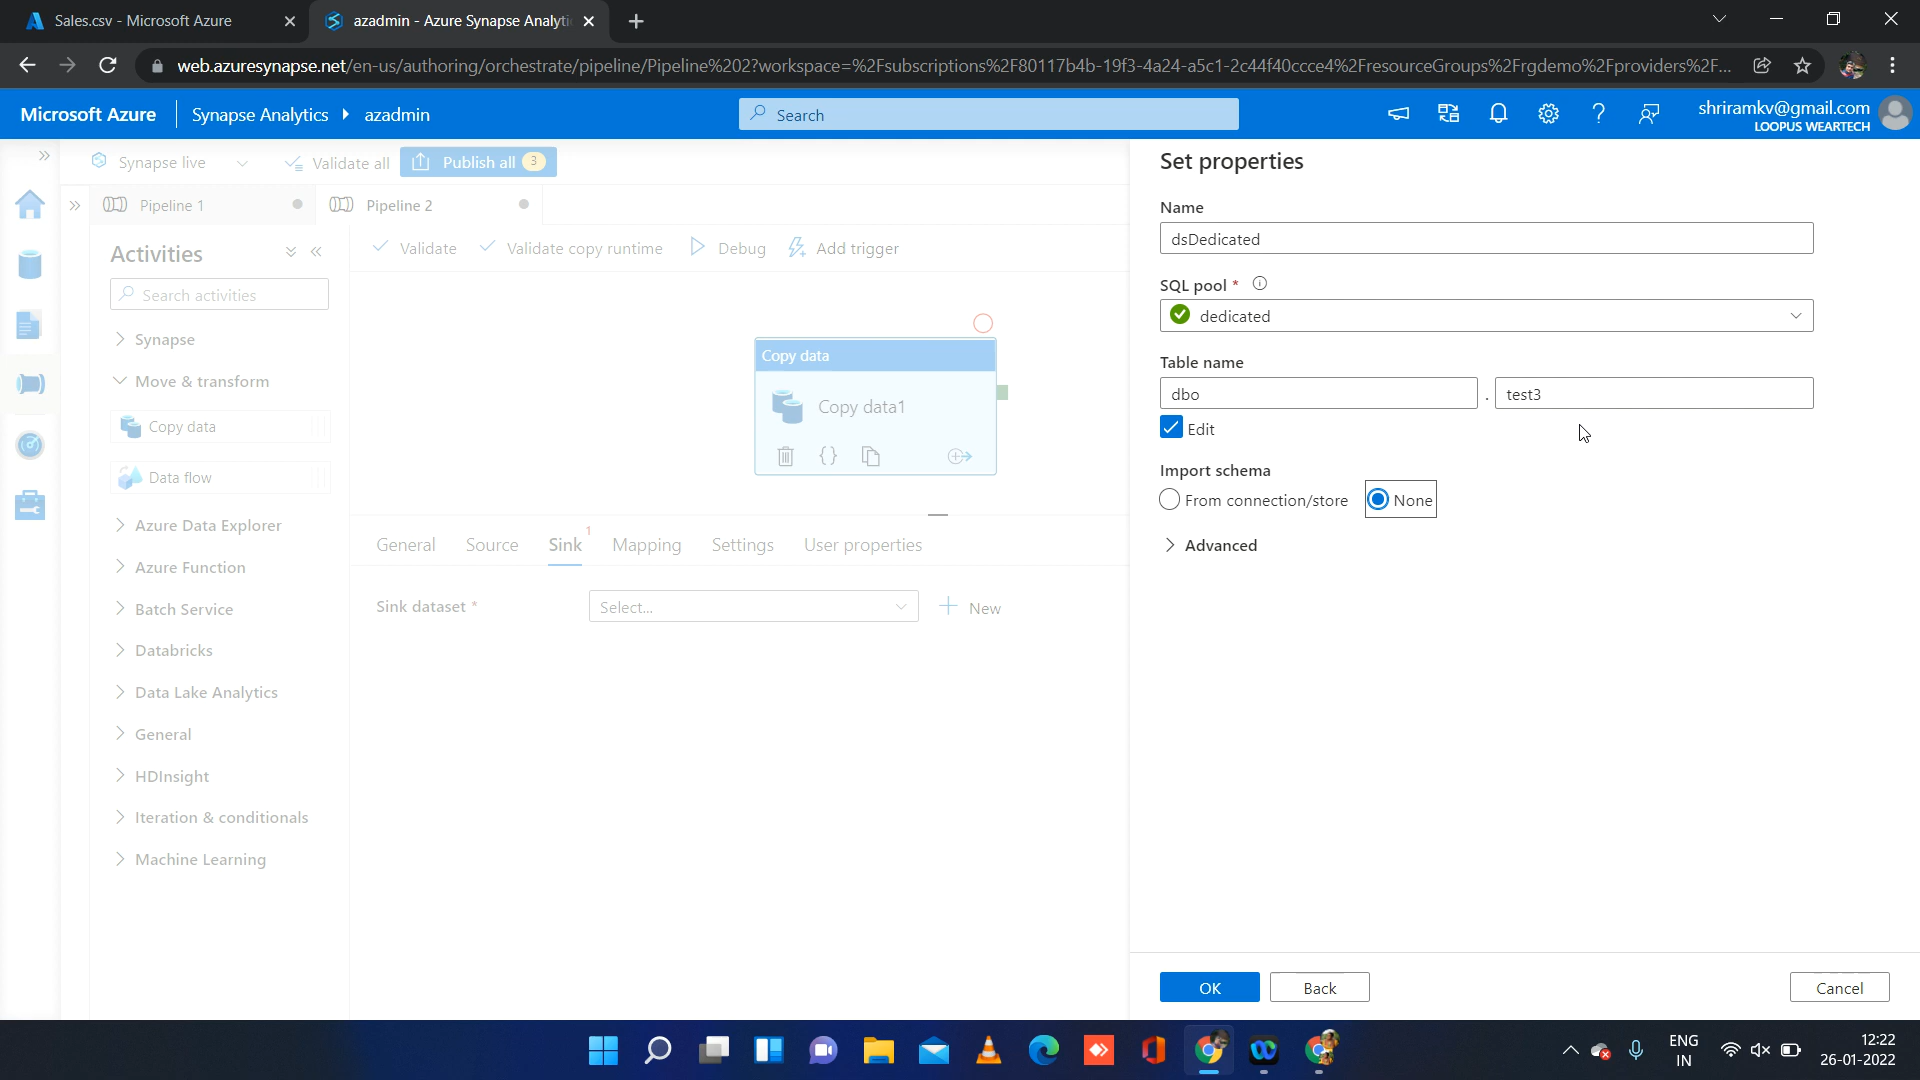 Sales.csv - Microsoft Azure
azadmin - Azure Synapse Analyti
web.azuresynapse.net/en-us/authoring/orchestrate/pipeline/Pipeline%202?workspace=%2Fsubscriptions%2F80117b4b-19f3-4a24-a5c1-2c44f40ccce4%2FresourceGroups%2Frgdemo%2Fproviders%2F...
Microsoft Azure
Synapse Analytics
azadmin
Search
shriramkv@gmail.com
LOOPUS WEARTECH
Synapse live
Validate all
Publish all 3
Pipeline 1
Pipeline 2
Activities
Search activities
Synapse
Move & transform
Copy data
Data flow
Azure Data Explorer
Azure Function
Batch Service
Databricks
Data Lake Analytics
General
HDInsight
Iteration & conditionals
Machine Learning
Validate
Validate copy runtime
Debug
Add trigger
Copy data
Copy data1
General
Source
Sink 1
Mapping
Settings
User properties
Sink dataset *
Select...
New
Set properties
Name
dsDedicated
SQL pool *
dedicated
Table name
dbo . test3
Edit
Import schema
From connection/store
None
Advanced
OK
Back
Cancel
ENG
IN
12:22
26-01-2022